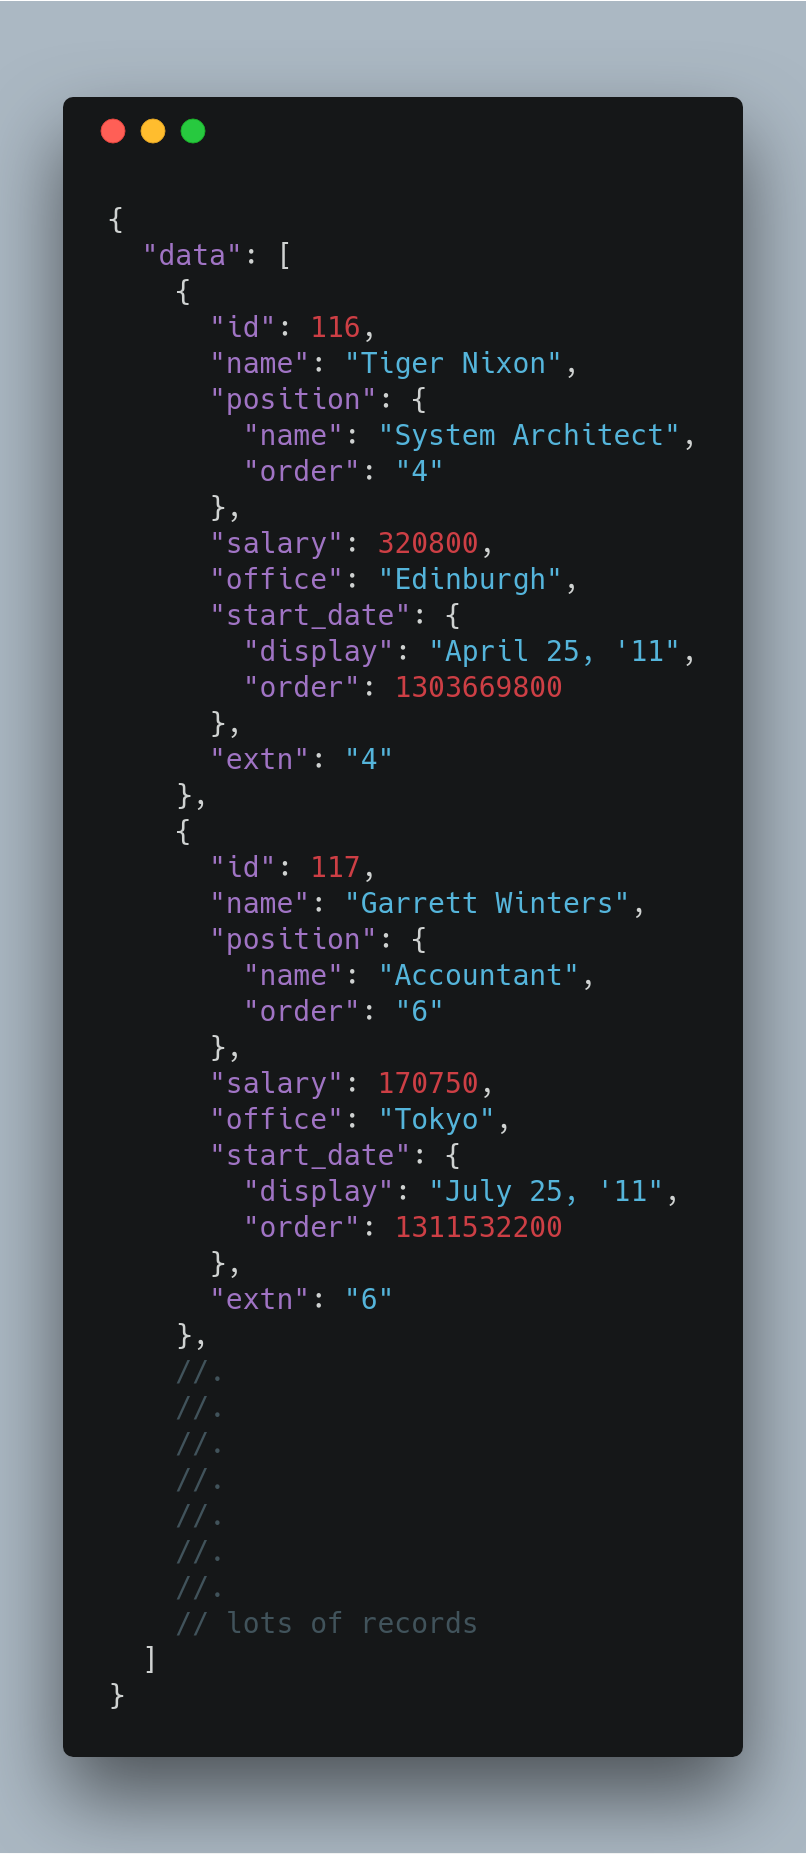 {
  "data": [
    {
      "id": 116,
      "name": "Tiger Nixon",
      "position": {
        "name": "System Architect",
        "order": "4"
      },
      "salary": 320800,
      "office": "Edinburgh",
      "start_date": {
        "display": "April 25, '11",
        "order": 1303669800
      },
      "extn": "4"
    },
    {
      "id": 117,
      "name": "Garrett Winters",
      "position": {
        "name": "Accountant",
        "order": "6"
      },
      "salary": 170750,
      "office": "Tokyo",
      "start_date": {
        "display": "July 25, '11",
        "order": 1311532200
      },
      "extn": "6"
    },
    //.
    //.
    //.
    //.
    //.
    //.
    //.
    // lots of records
  ]
}